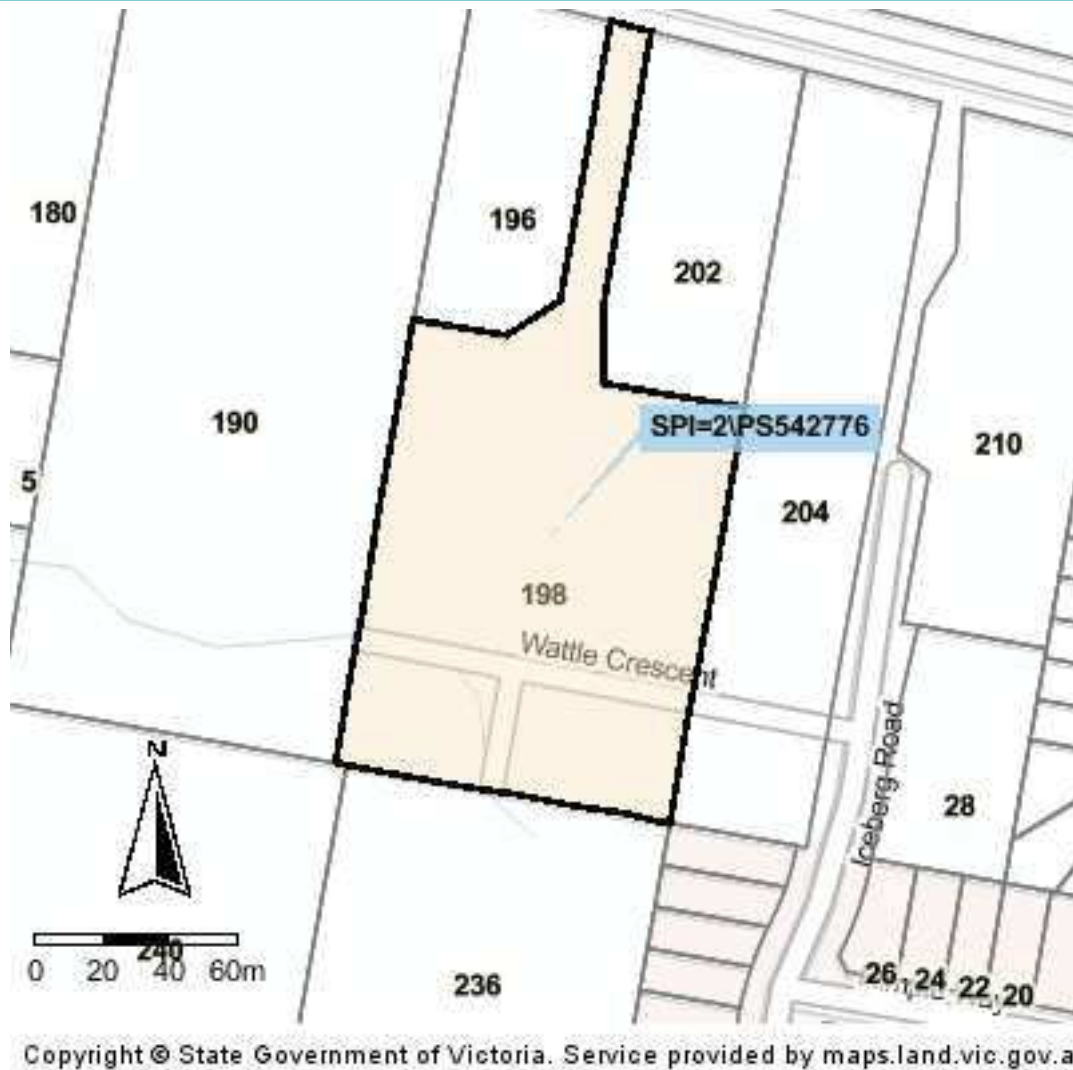 180
196
202
190
SPI=2\PS542776
210
5
204
198
Wattle Crescent
N
Iceberg Road
28
240
0 20 40 60m
236
26
24
22
20
Copyright © State Government of Victoria. Service provided by maps.land.vic.gov.a